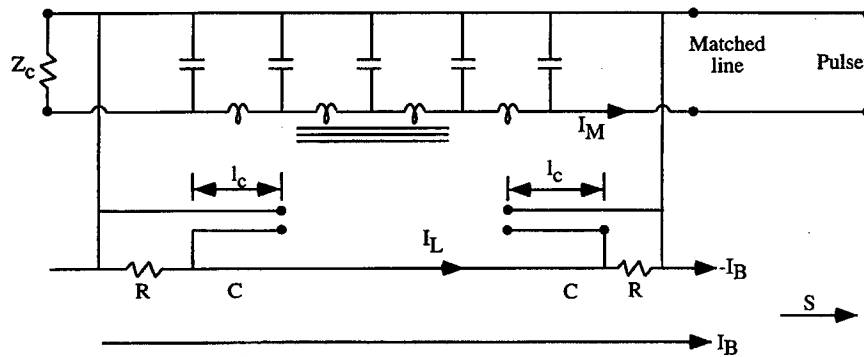 Z_c
Matched line
Pulse
I_M
l_c
l_c
I_L
R
C
C
R
-I_B
S
I_B